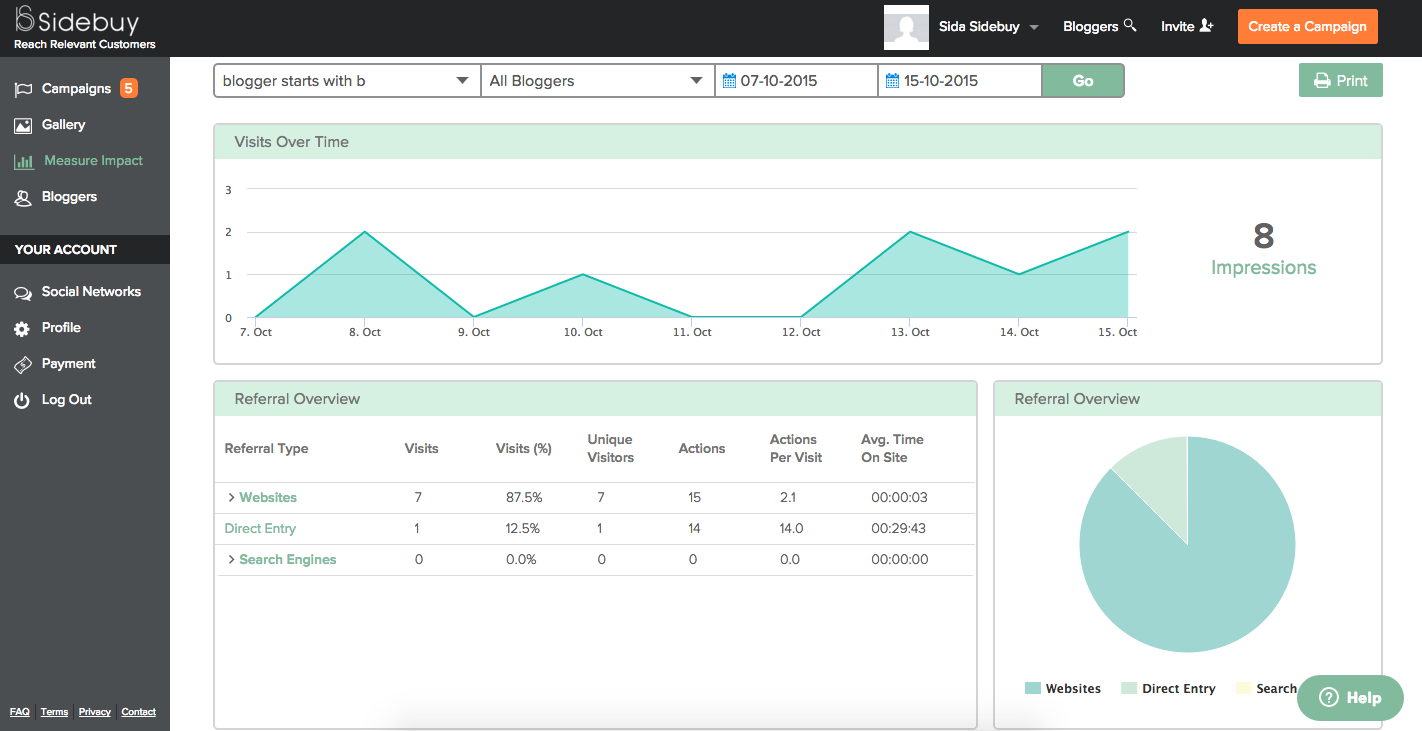 Sidebuy
Reach Relevant Customers
Sida Sidebuy
Bloggers
Invite
Create a Campaign
Campaigns 5
Gallery
Measure Impact
Bloggers
YOUR ACCOUNT
Social Networks
Profile
Payment
Log Out
FAQ Terms Privacy Contact
blogger starts with b
All Bloggers
07-10-2015
15-10-2015
Go
Print
Visits Over Time
3
2
1
0
7. Oct 8. Oct 9. Oct 10. Oct 11. Oct 12. Oct 13. Oct 14. Oct 15. Oct
8
Impressions
Referral Overview
Referral Type Visits Visits (%) Unique Visitors Actions Actions Per Visit Avg. Time On Site
Websites 7 87.5% 7 15 2.1 00:00:03
Direct Entry 1 12.5% 1 14 14.0 00:29:43
Search Engines 0 0.0% 0 0 0.0 00:00:00
Referral Overview
Websites Direct Entry Search
? Help